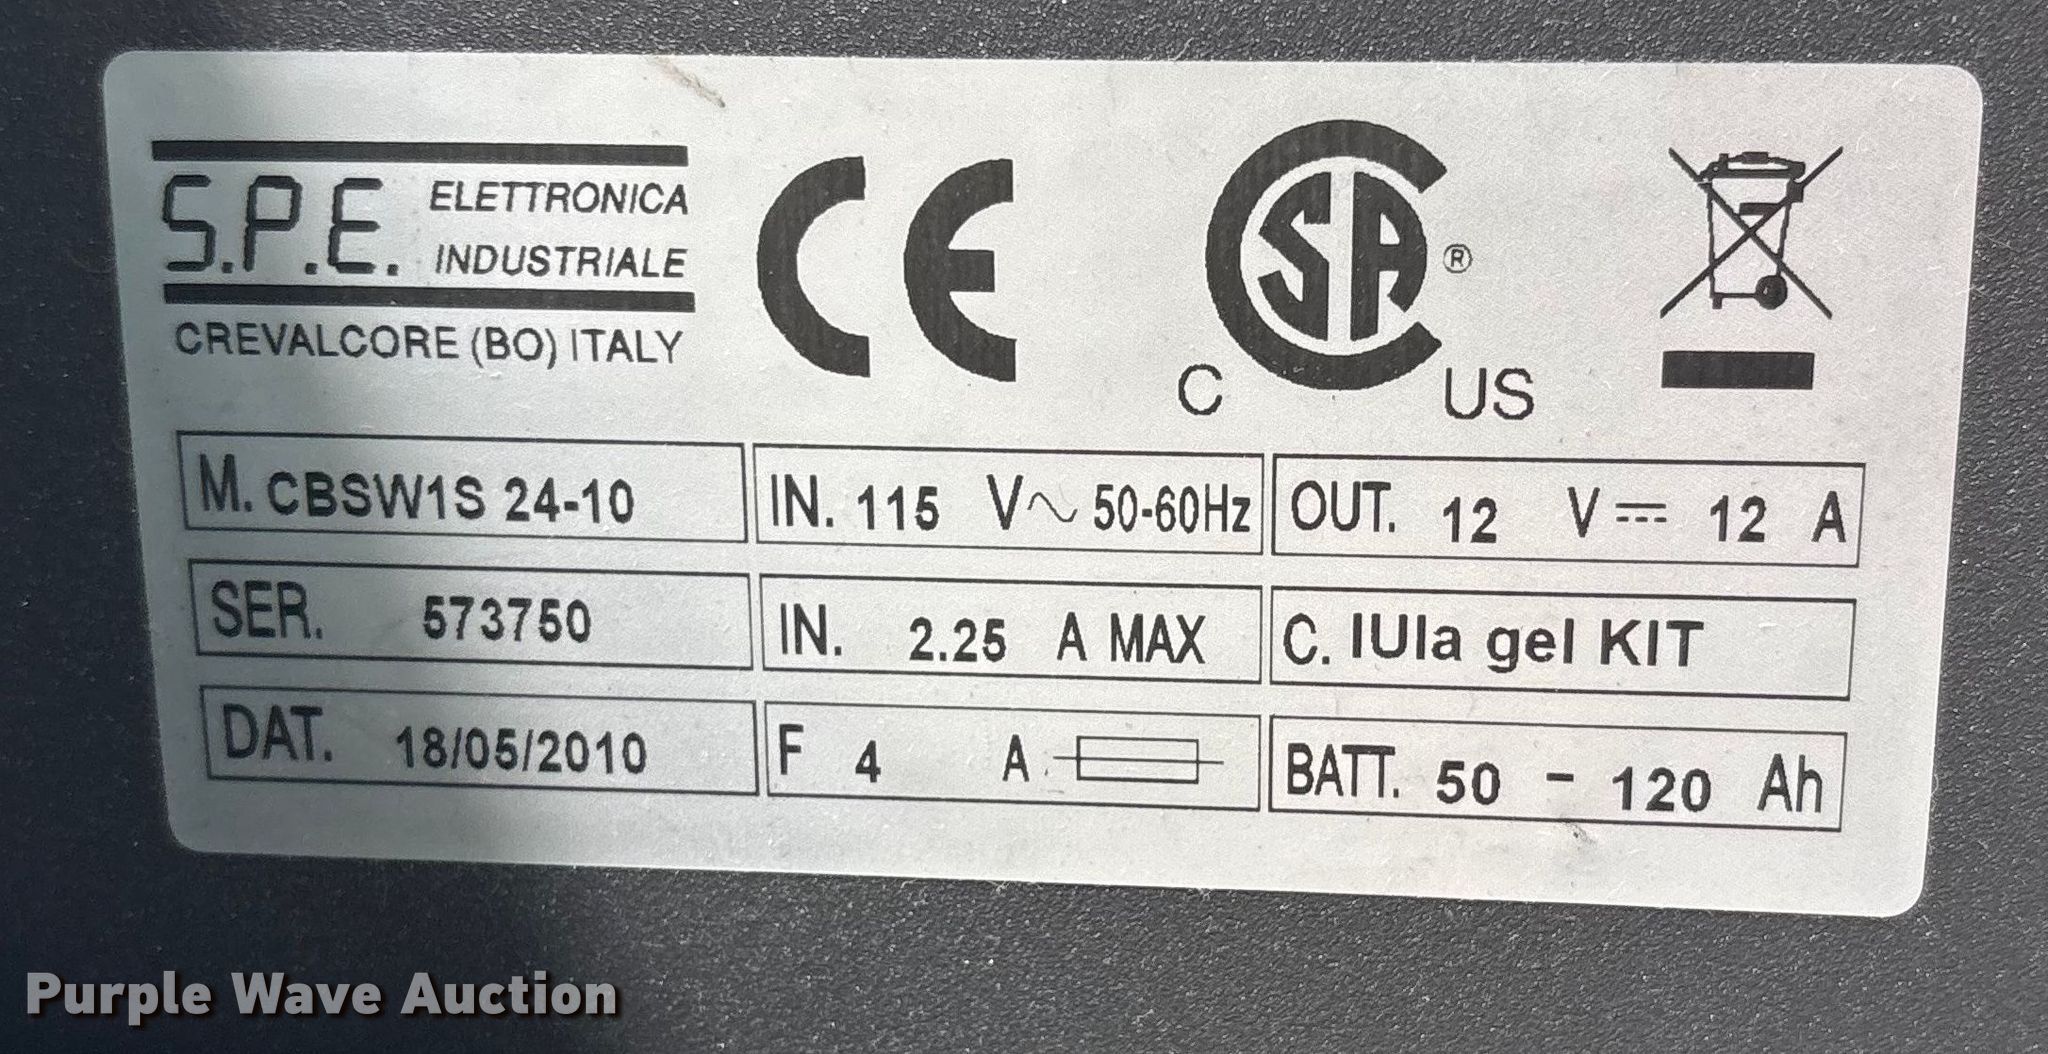 S.P.E. ELETTRONICA
INDUSTRIALE
CREVALCORE (BO) ITALY
CE
CSA ®
C US
M. CBSW1S 24-10
IN. 115 V~ 50-60Hz
OUT. 12 V⎓ 12 A
SER. 573750
IN. 2.25 A MAX
C. IUIa gel KIT
DAT. 18/05/2010
F 4 A
BATT. 50 - 120 Ah
Purple Wave Auction